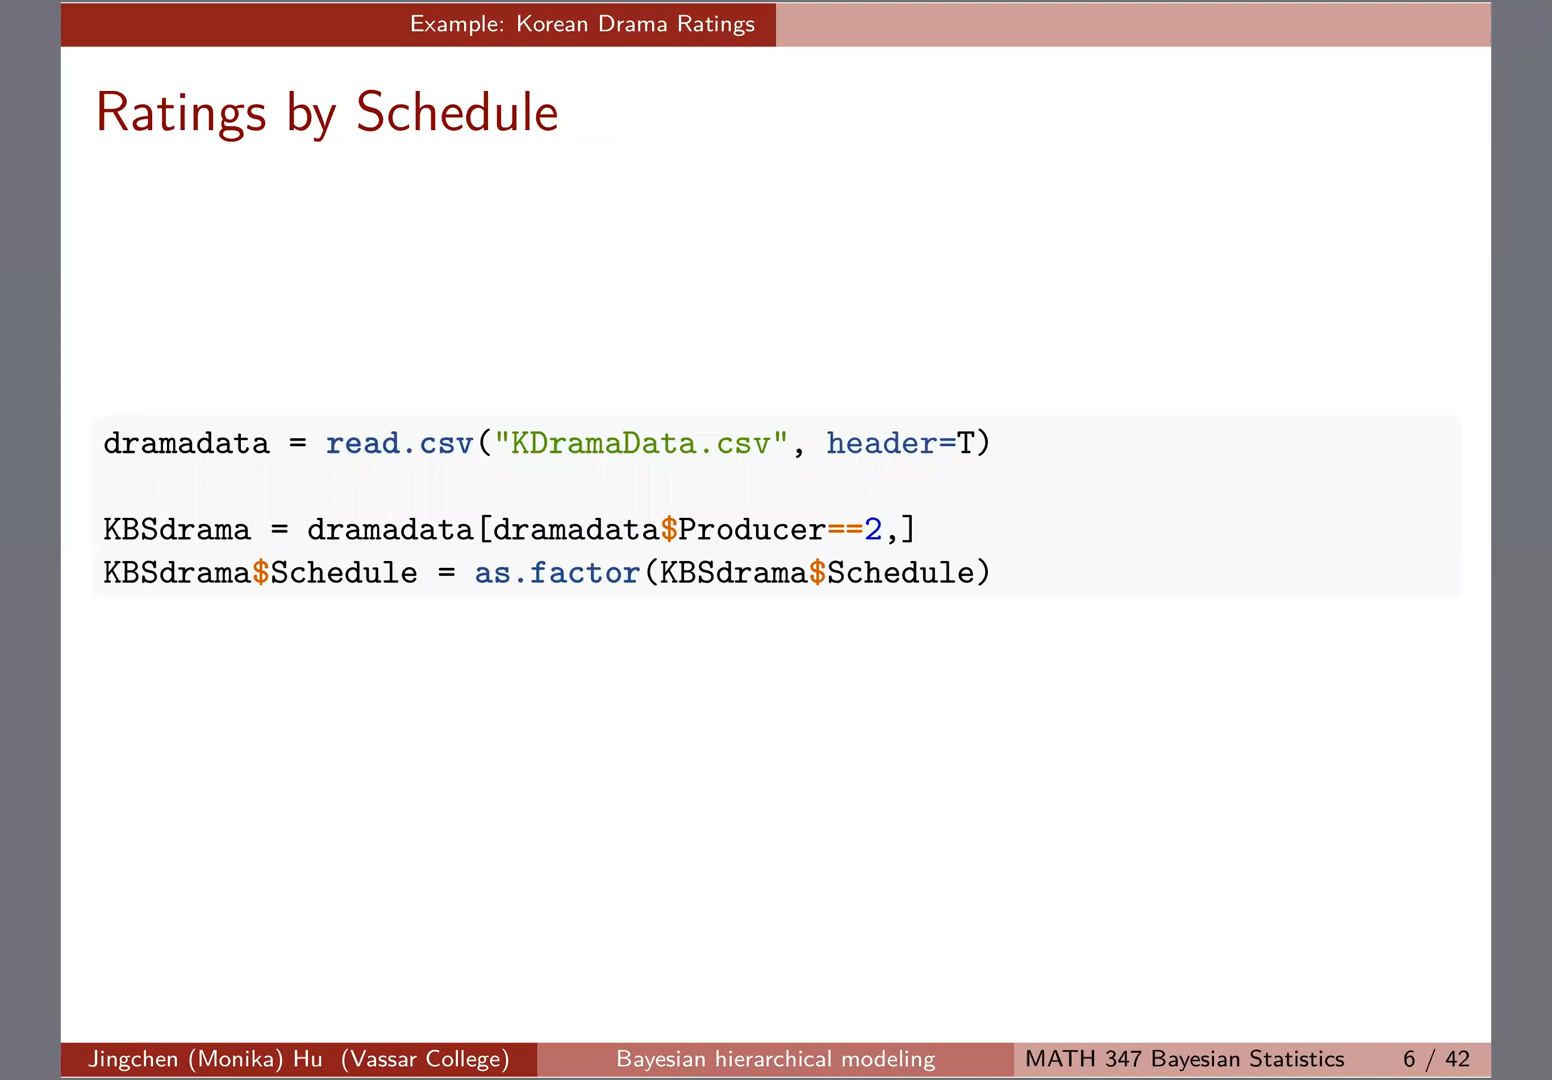 Example: Korean Drama Ratings
Ratings by Schedule
dramadata = read.csv("KDramaData.csv", header=T)
KBSdrama = dramadata[dramadata$Producer==2,]
KBSdrama$Schedule = as.factor(KBSdrama$Schedule)
Jingchen (Monika) Hu (Vassar College) Bayesian hierarchical modeling MATH 347 Bayesian Statistics 6 / 42